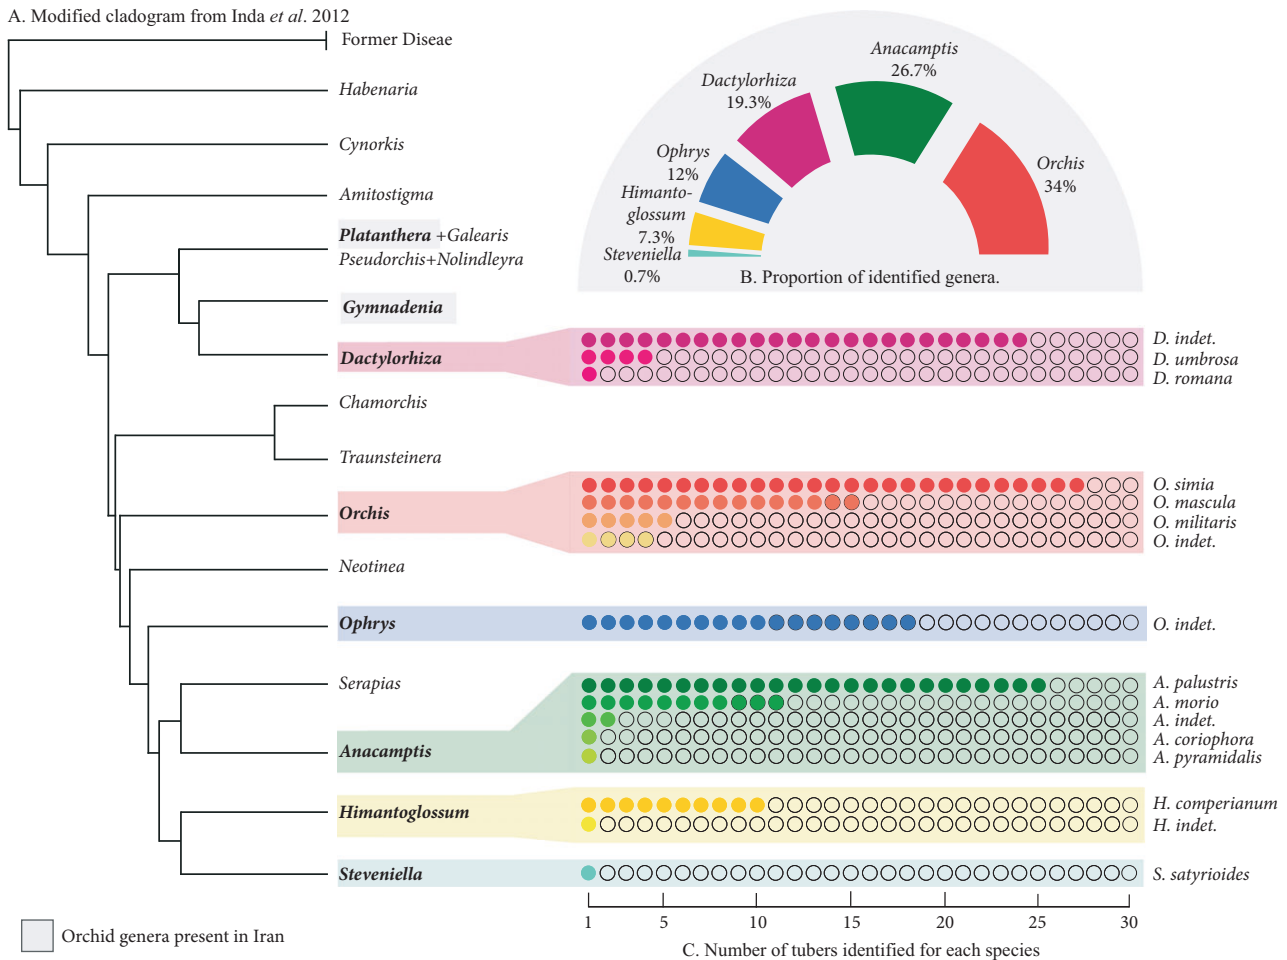 A. Modified cladogram from Inda et al. 2012
Former Diseae
Habenaria
Cynorkis
Amitostigma
Platanthera +Galearis
Pseudorchis+Nolindleyra
Gymnadenia
Dactylorhiza
Chamorchis
Traunsteinera
Orchis
Neotinea
Ophrys
Serapias
Anacamptis
Himantoglossum
Steveniella
Orchid genera present in Iran
Anacamptis
26.7%
Dactylorhiza
19.3%
Orchis
34%
Ophrys
12%
Himanto-
glossum
7.3%
Steveniella
0.7%
B. Proportion of identified genera.
D. indet.
D. umbrosa
D. romana
O. simia
O. mascula
O. militaris
O. indet.
O. indet.
A. palustris
A. morio
A. indet.
A. coriophora
A. pyramidalis
H. comperianum
H. indet.
S. satyrioides
1 5 10 15 20 25 30
C. Number of tubers identified for each species